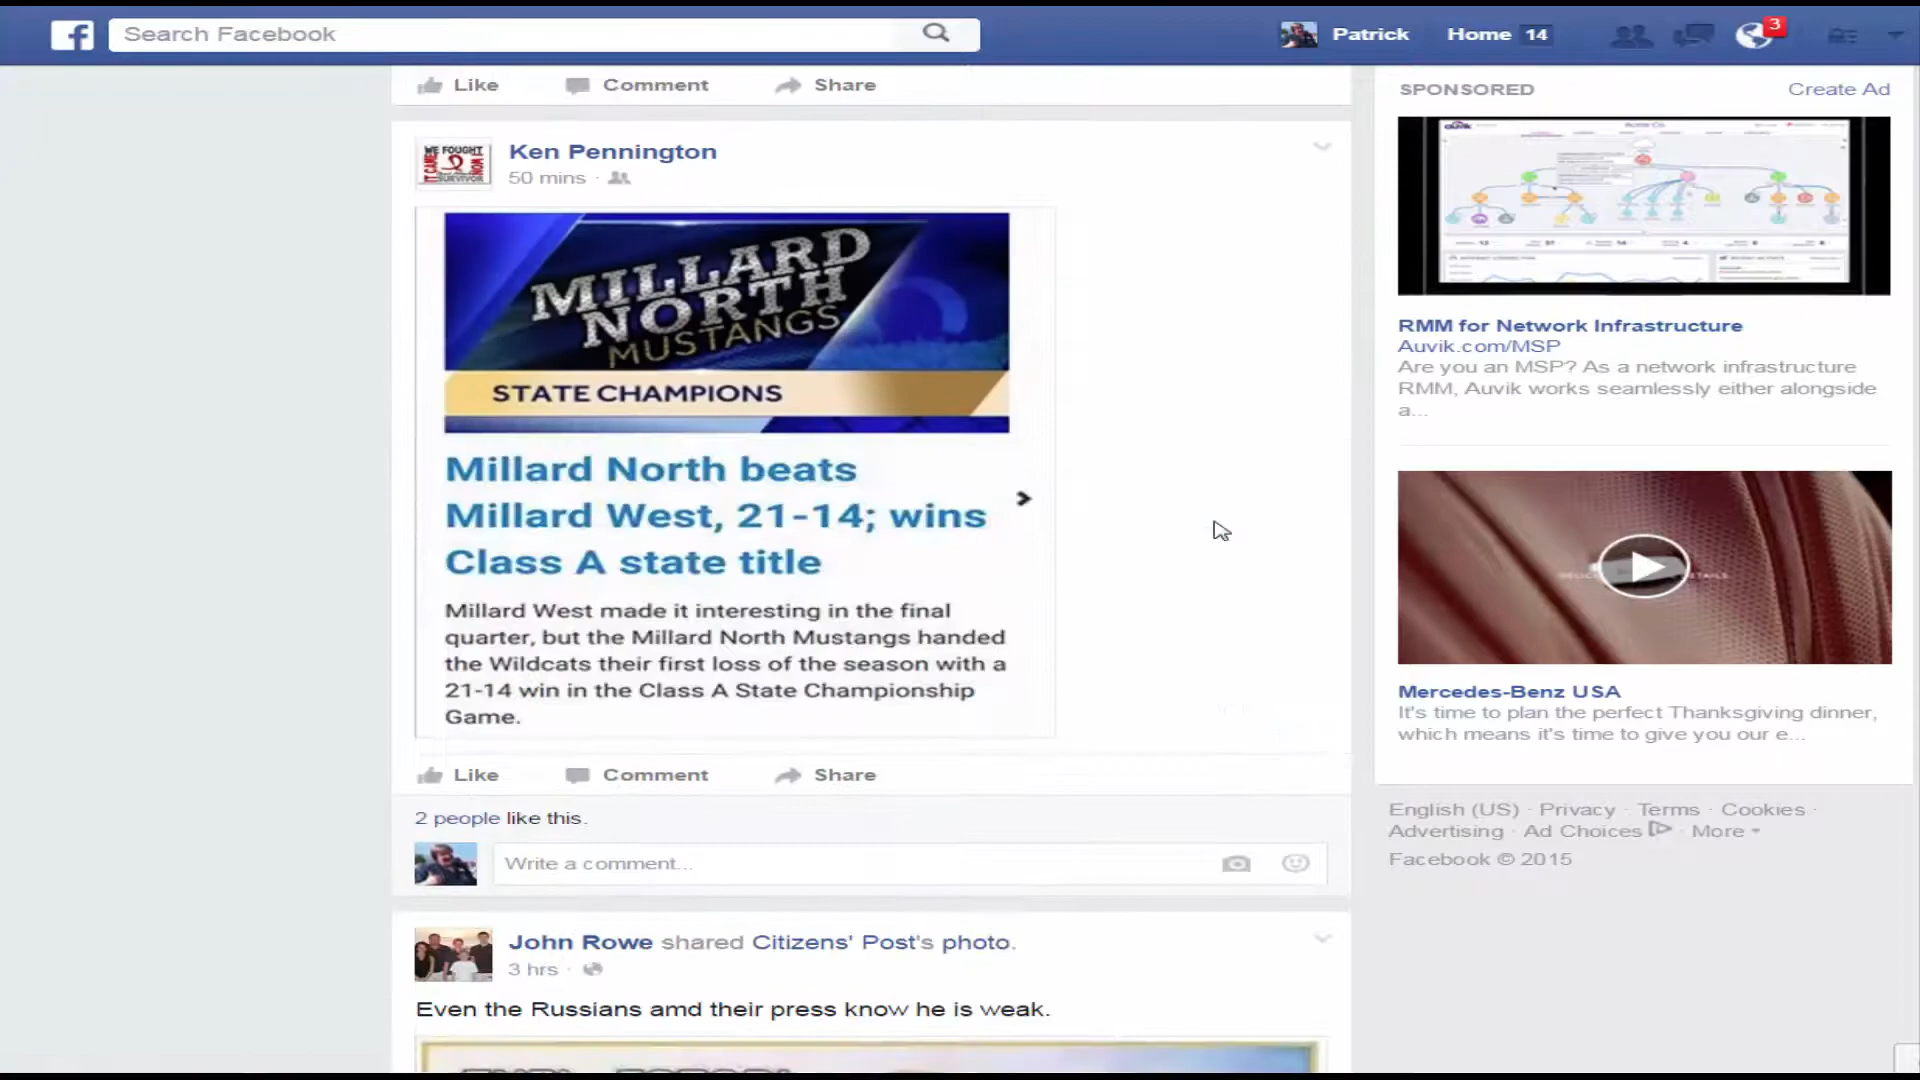 Search Facebook
Patrick
Home 14
3
Like Comment Share
Ken Pennington
50 mins ·
WE FOUGHT
SURVIVOR
MILLARD
NORTH
MUSTANGS
STATE CHAMPIONS
Millard North beats
Millard West, 21-14; wins
Class A state title
Millard West made it interesting in the final
quarter, but the Millard North Mustangs handed
the Wildcats their first loss of the season with a
21-14 win in the Class A State Championship
Game.
Like Comment Share
2 people like this.
Write a comment...
John Rowe shared Citizens' Post's photo.
3 hrs ·
Even the Russians amd their press know he is weak.
SPONSORED Create Ad
auvik
RMM for Network Infrastructure
Auvik.com/MSP
Are you an MSP? As a network infrastructure
RMM, Auvik works seamlessly either alongside
a...
Mercedes-Benz USA
It's time to plan the perfect Thanksgiving dinner,
which means it's time to give you our e...
English (US) · Privacy · Terms · Cookies ·
Advertising · Ad Choices · More
Facebook © 2015